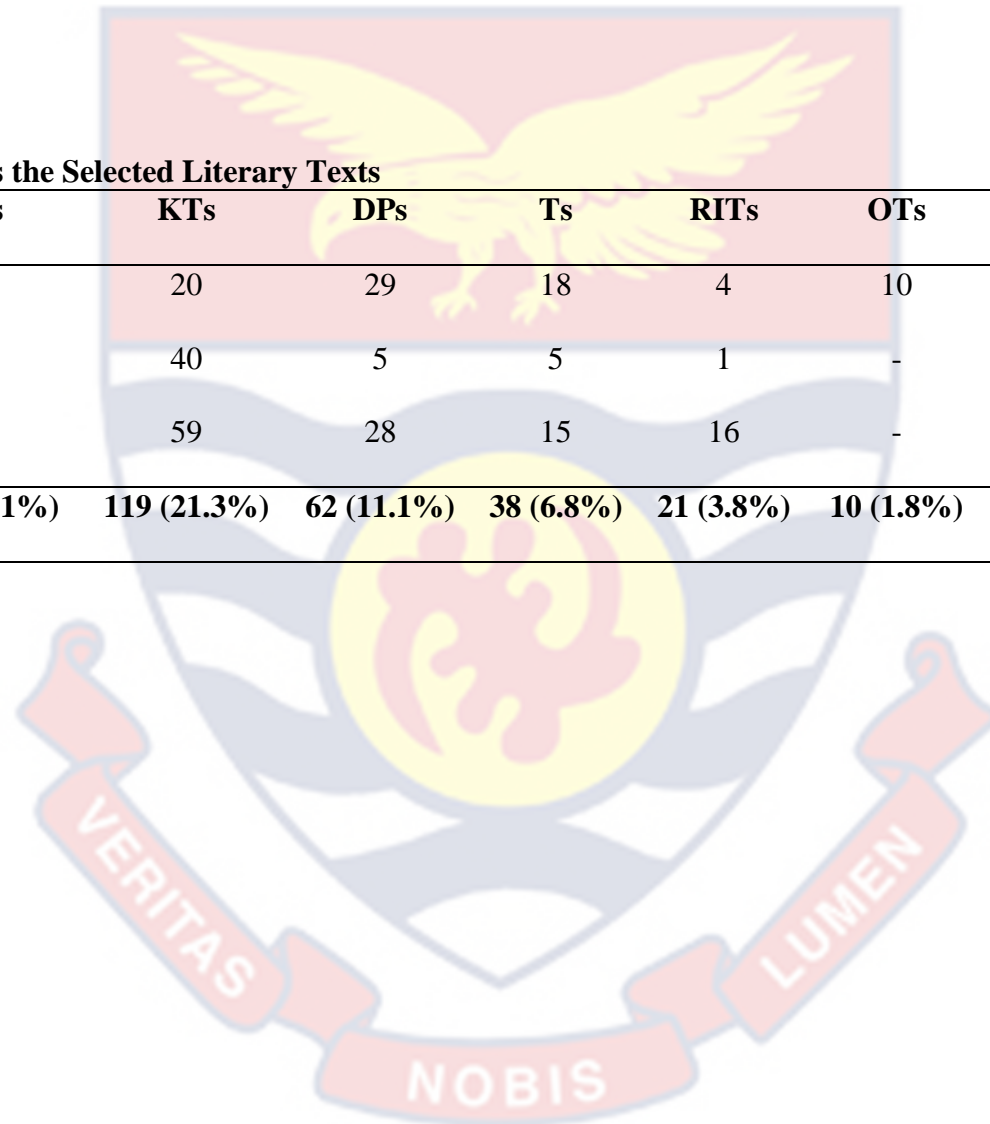 s the Selected Literary Texts
s KTs DPs Ts RITs OTs
20 29 18 4 10
40 5 5 1 -
59 28 15 16 -
1%) 119 (21.3%) 62 (11.1%) 38 (6.8%) 21 (3.8%) 10 (1.8%)
VERITAS
NOBIS
LUMEN